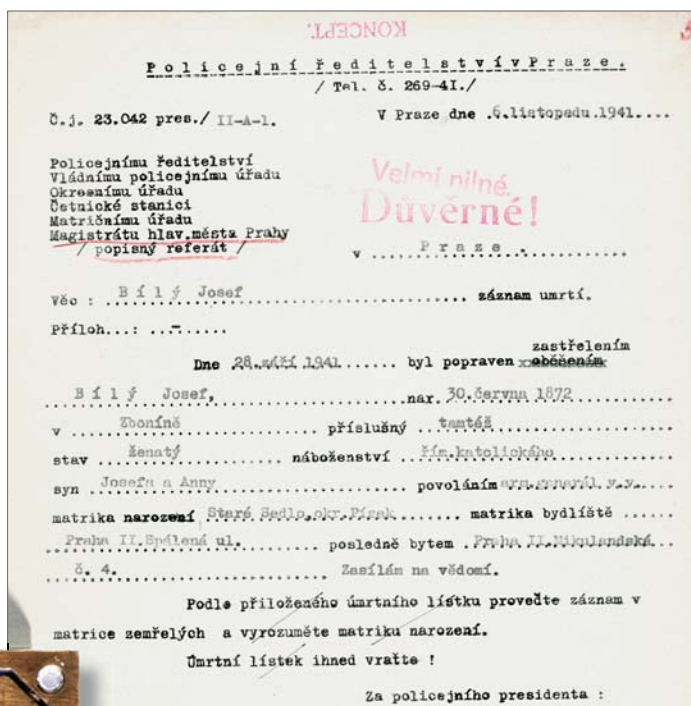 KONCEPT.
Policejní ředitelství v Praze.
/ Tel. č. 269-41./
Č.j. 23.042 pres./ II-A-1. V Praze dne .6.listopadu.1941....
Policejnímu ředitelství
Vládnímu policejnímu úřadu
Okresnímu úřadu
Četnické stanici
Matričnímu úřadu
Magistrátu hlav.města Prahy
/ popisný referát /
Velmi pilné.
Důvěrné!
v ....Praze.....
Věc : Bílý Josef ........ záznam umrtí.
Příloh...: ..-......
zastřelením
Dne .28.září.1941....... byl popraven oběšením
Bílý Josef, ........nar. 30.června 1872
v ....Zboníně........ příslušný ..tamtéž........
stav ..ženatý........ náboženství ..řím.katolického....
syn ..Josefa a Anny........ povoláním arm.generál v.v.....
matrika narození .Staré Sedlo,okr.Písek...... matrika bydliště ......
Praha II.Spálená ul. ........ posledně bytem .Praha II.Mikulandská...
č. 4. ........ Zasílám na vědomí.
Podle přiloženého úmrtního lístku proveďte záznam v
matrice zemřelých a vyrozuměte matriku narození.
Úmrtní lístek ihned vraťte !
Za policejního presidenta :